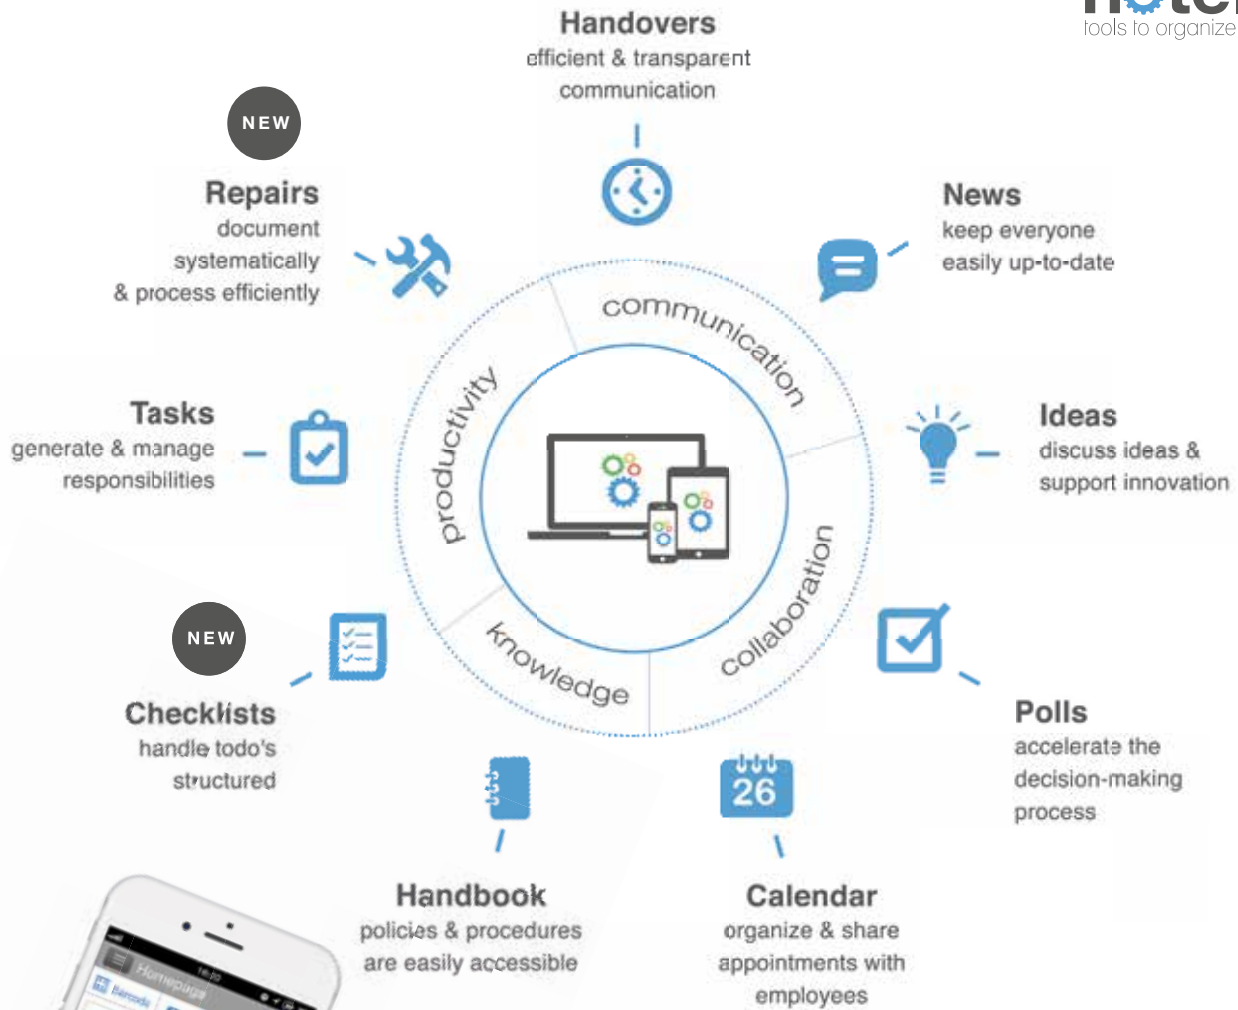 tools to organize
Handovers
efficient & transparent
communication
NEW
Repairs
document
systematically
& process efficiently
News
keep everyone
easily up-to-date
communication
productivity
Tasks
generate & manage
responsibilities
Ideas
discuss ideas &
support innovation
collaboration
knowledge
NEW
Checklists
handle todo's
structured
Polls
accelerate the
decision-making
process
26
Handbook
policies & procedures
are easily accessible
Calendar
organize & share
appointments with
employees
Homepage
Barcode